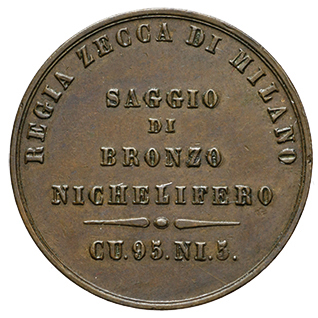 REGIA ZECCA DI MILANO
SAGGIO
DI
BRONZO
NICHELIFERO
CU.95.NI.5.